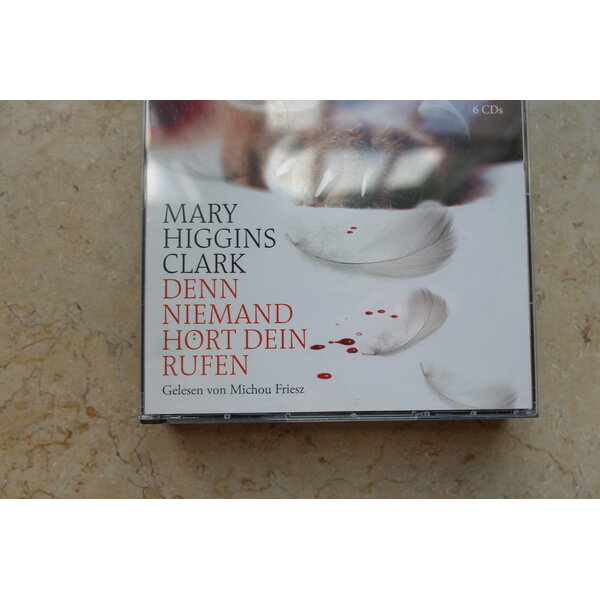 6 CDs
MARY
HIGGINS
CLARK
DENN
NIEMAND
HÖRT DEIN
RUFEN
Gelesen von Michou Friesz